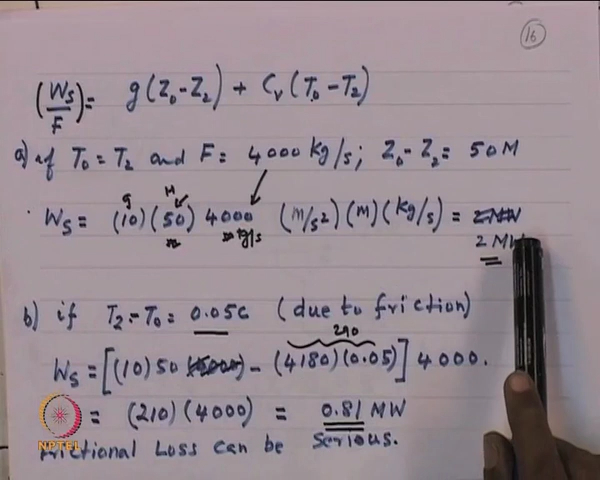 16
(Ws/F) = g(Z0-Z2) + Cv(T0-T2)
a) if T0 = T2 and F = 4000 kg/s; Z0-Z2 = 50M
g M
Ws = (10)(50) 4000 (m/s2)(M)(kg/s) =
kg/s 2 MW
b) if T2-T0 = 0.05C (due to friction)
210
Ws = [(10)50 - (4180)(0.05)] 4000.
= (210)(4000) = 0.81 MW
Frictional Loss can be serious.
NPTEL